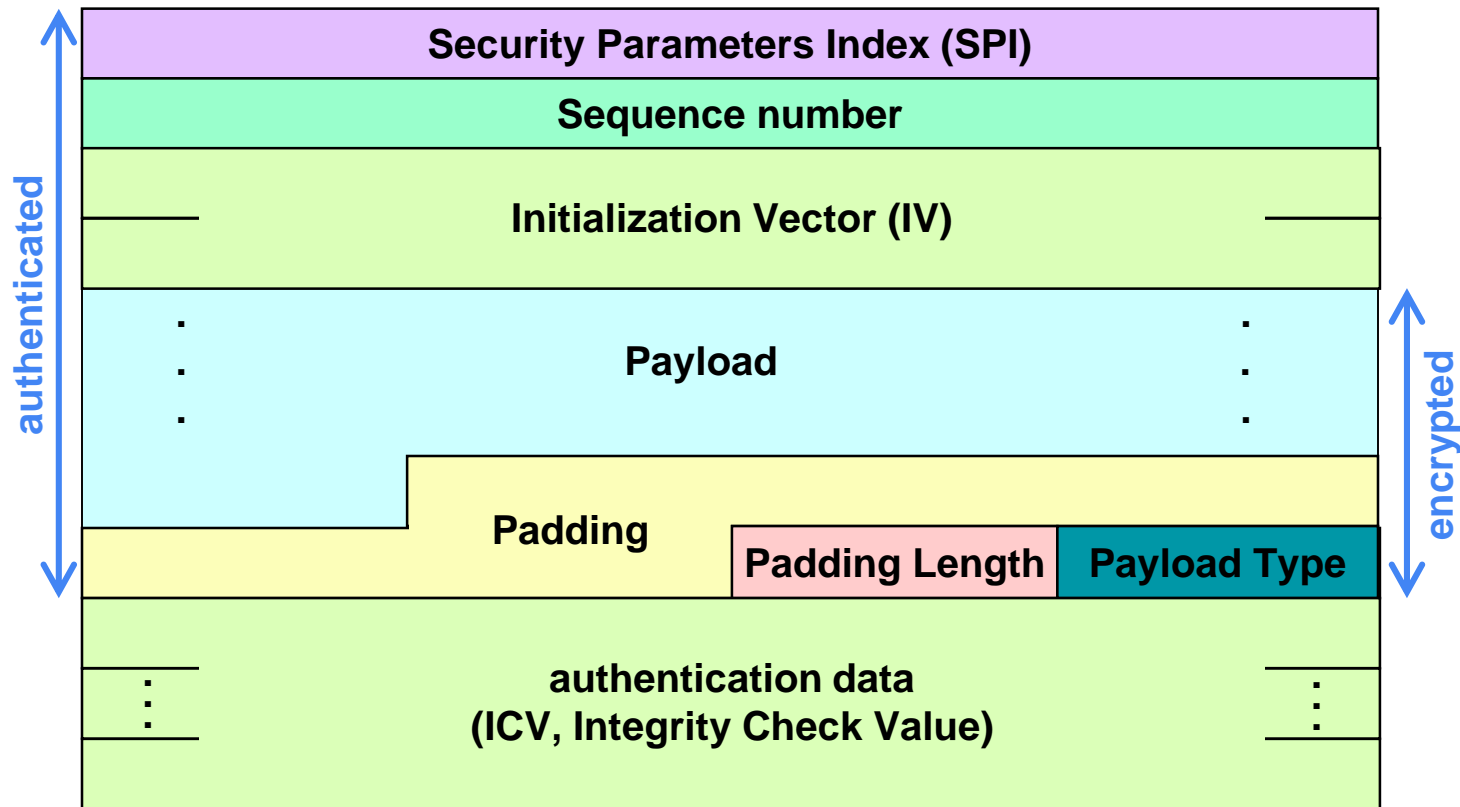 Security Parameters Index (SPI)
Sequence number
authenticated
Initialization Vector (IV)
Payload
encrypted
Padding
Padding Length
Payload Type
authentication data
(ICV, Integrity Check Value)